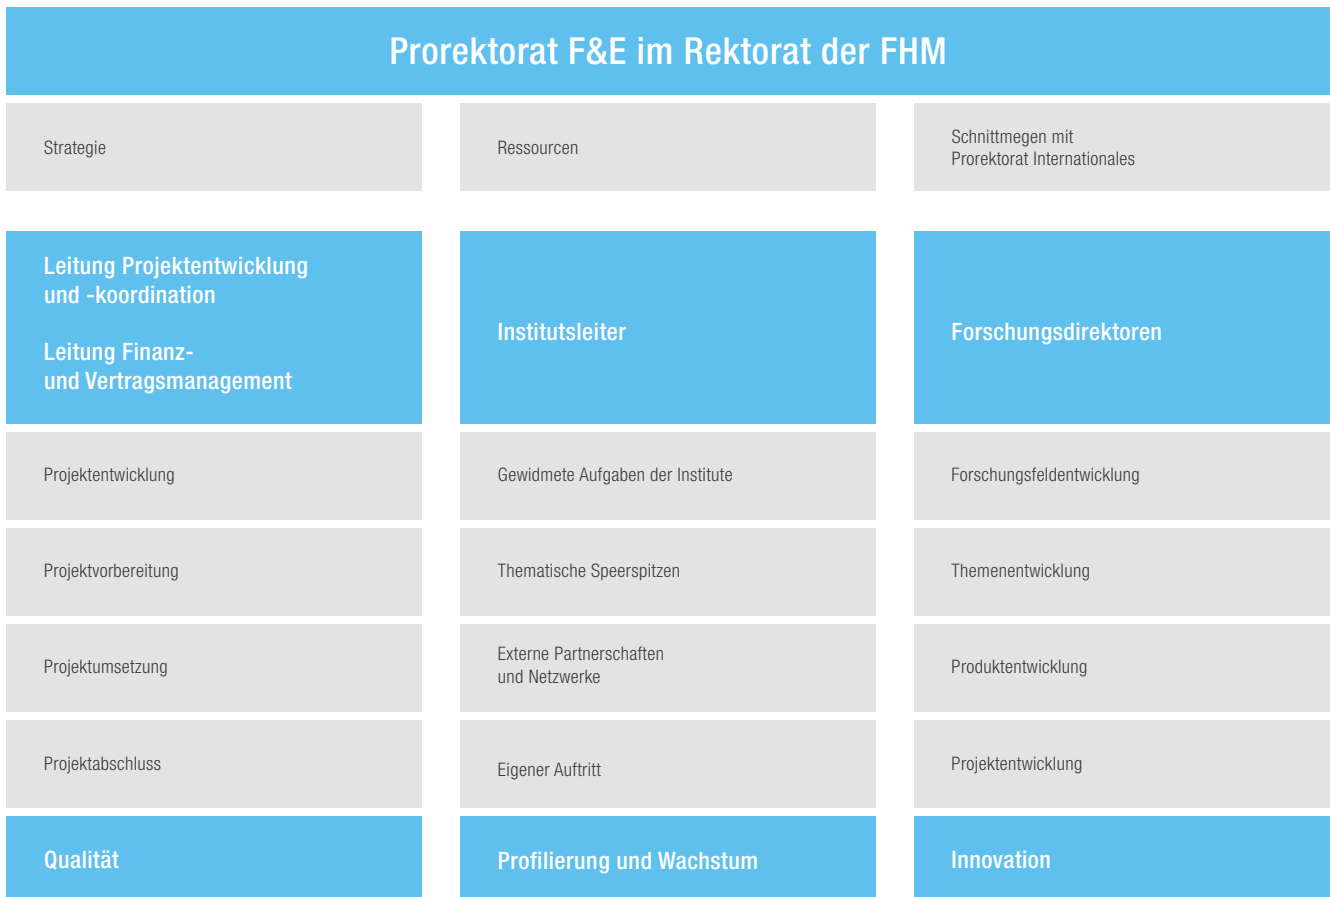 Prorektorat F&E im Rektorat der FHM
Strategie
Ressourcen
Schnittmegen mit
Prorektorat Internationales
Leitung Projektentwicklung
und -koordination
Leitung Finanz-
und Vertragsmanagement
Institutsleiter
Forschungsdirektoren
Projektentwicklung
Gewidmete Aufgaben der Institute
Forschungsfeldentwicklung
Projektvorbereitung
Thematische Speerspitzen
Themenentwicklung
Projektumsetzung
Externe Partnerschaften
und Netzwerke
Produktentwicklung
Projektabschluss
Eigener Auftritt
Projektentwicklung
Qualität
Profilierung und Wachstum
Innovation